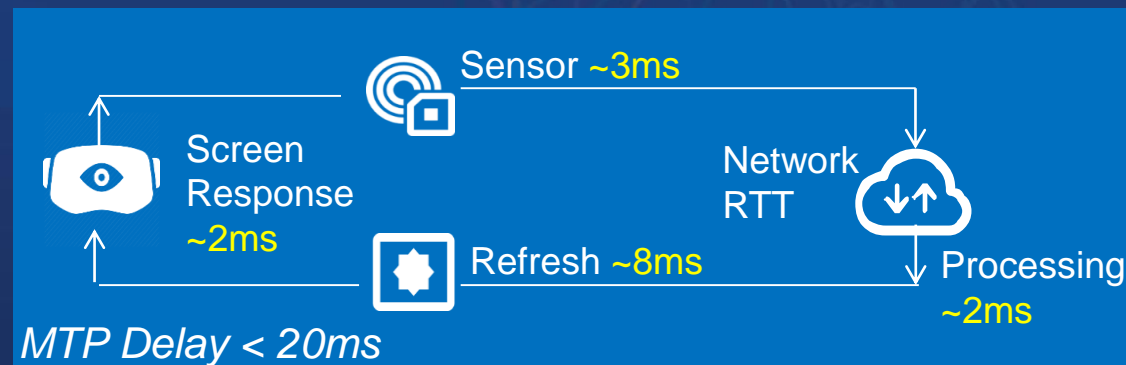 Sensor ~3ms
Screen
Response
~2ms
Network
RTT
Refresh ~8ms
Processing
~2ms
MTP Delay < 20ms